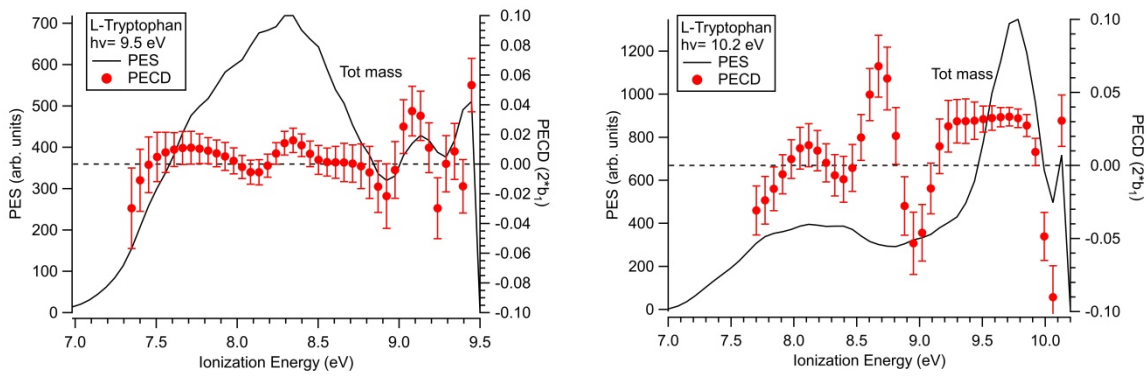 L-Tryptophan
hν= 9.5 eV
PES
PECD
Tot mass
700
600
500
400
300
200
100
0
PES (arb. units)
0.10
0.08
0.06
0.04
0.02
0.00
-0.02
-0.04
-0.06
-0.08
-0.10
PECD (2*b₁)
7.0 7.5 8.0 8.5 9.0 9.5
Ionization Energy (eV)
L-Tryptophan
hν= 10.2 eV
PES
PECD
Tot mass
1200
1000
800
600
400
200
0
PES (arb. units)
0.10
0.05
0.00
-0.05
-0.10
PECD (2*b₁)
7.0 7.5 8.0 8.5 9.0 9.5 10.0
Ionization Energy (eV)